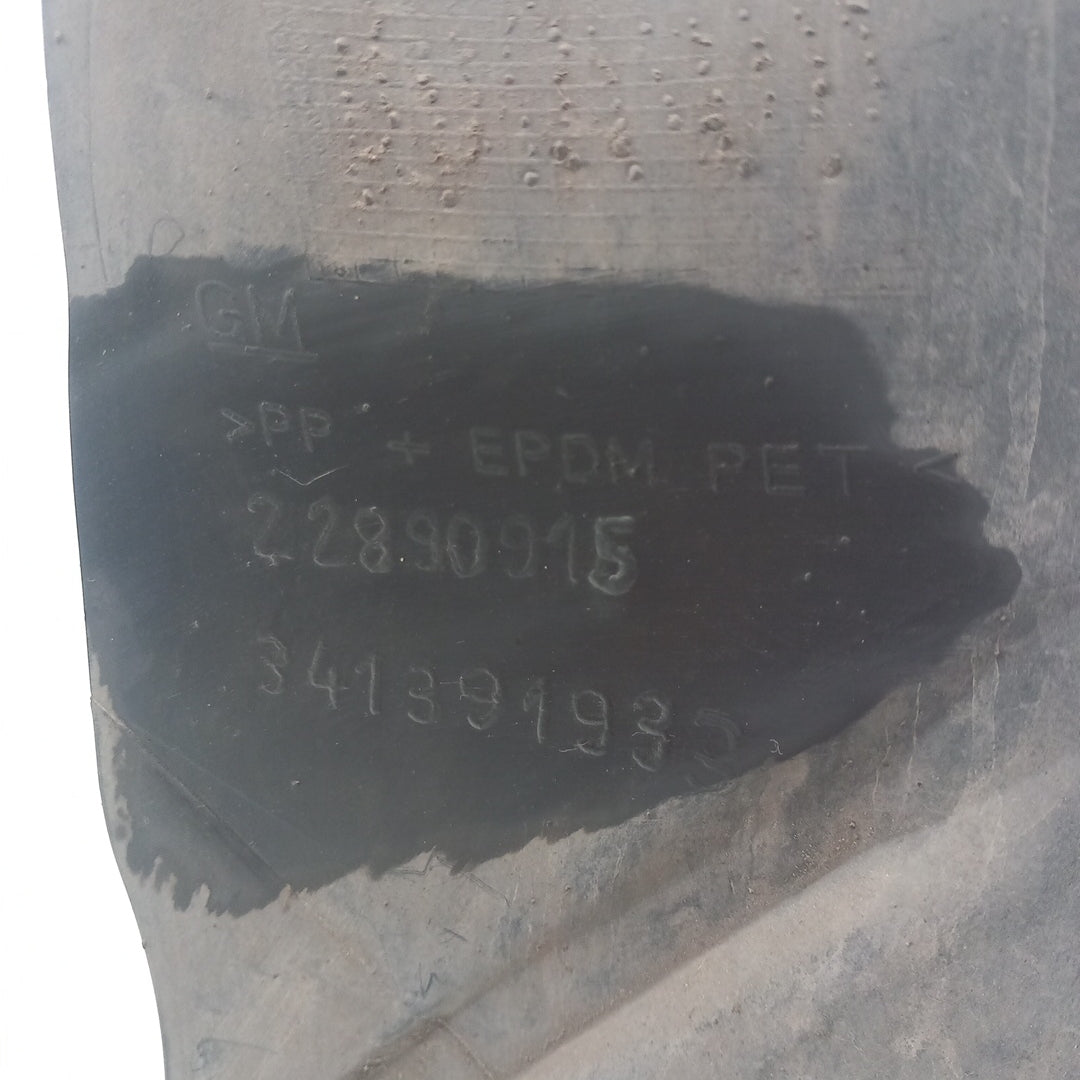 GM
>PP + EPDM PET<
22890915